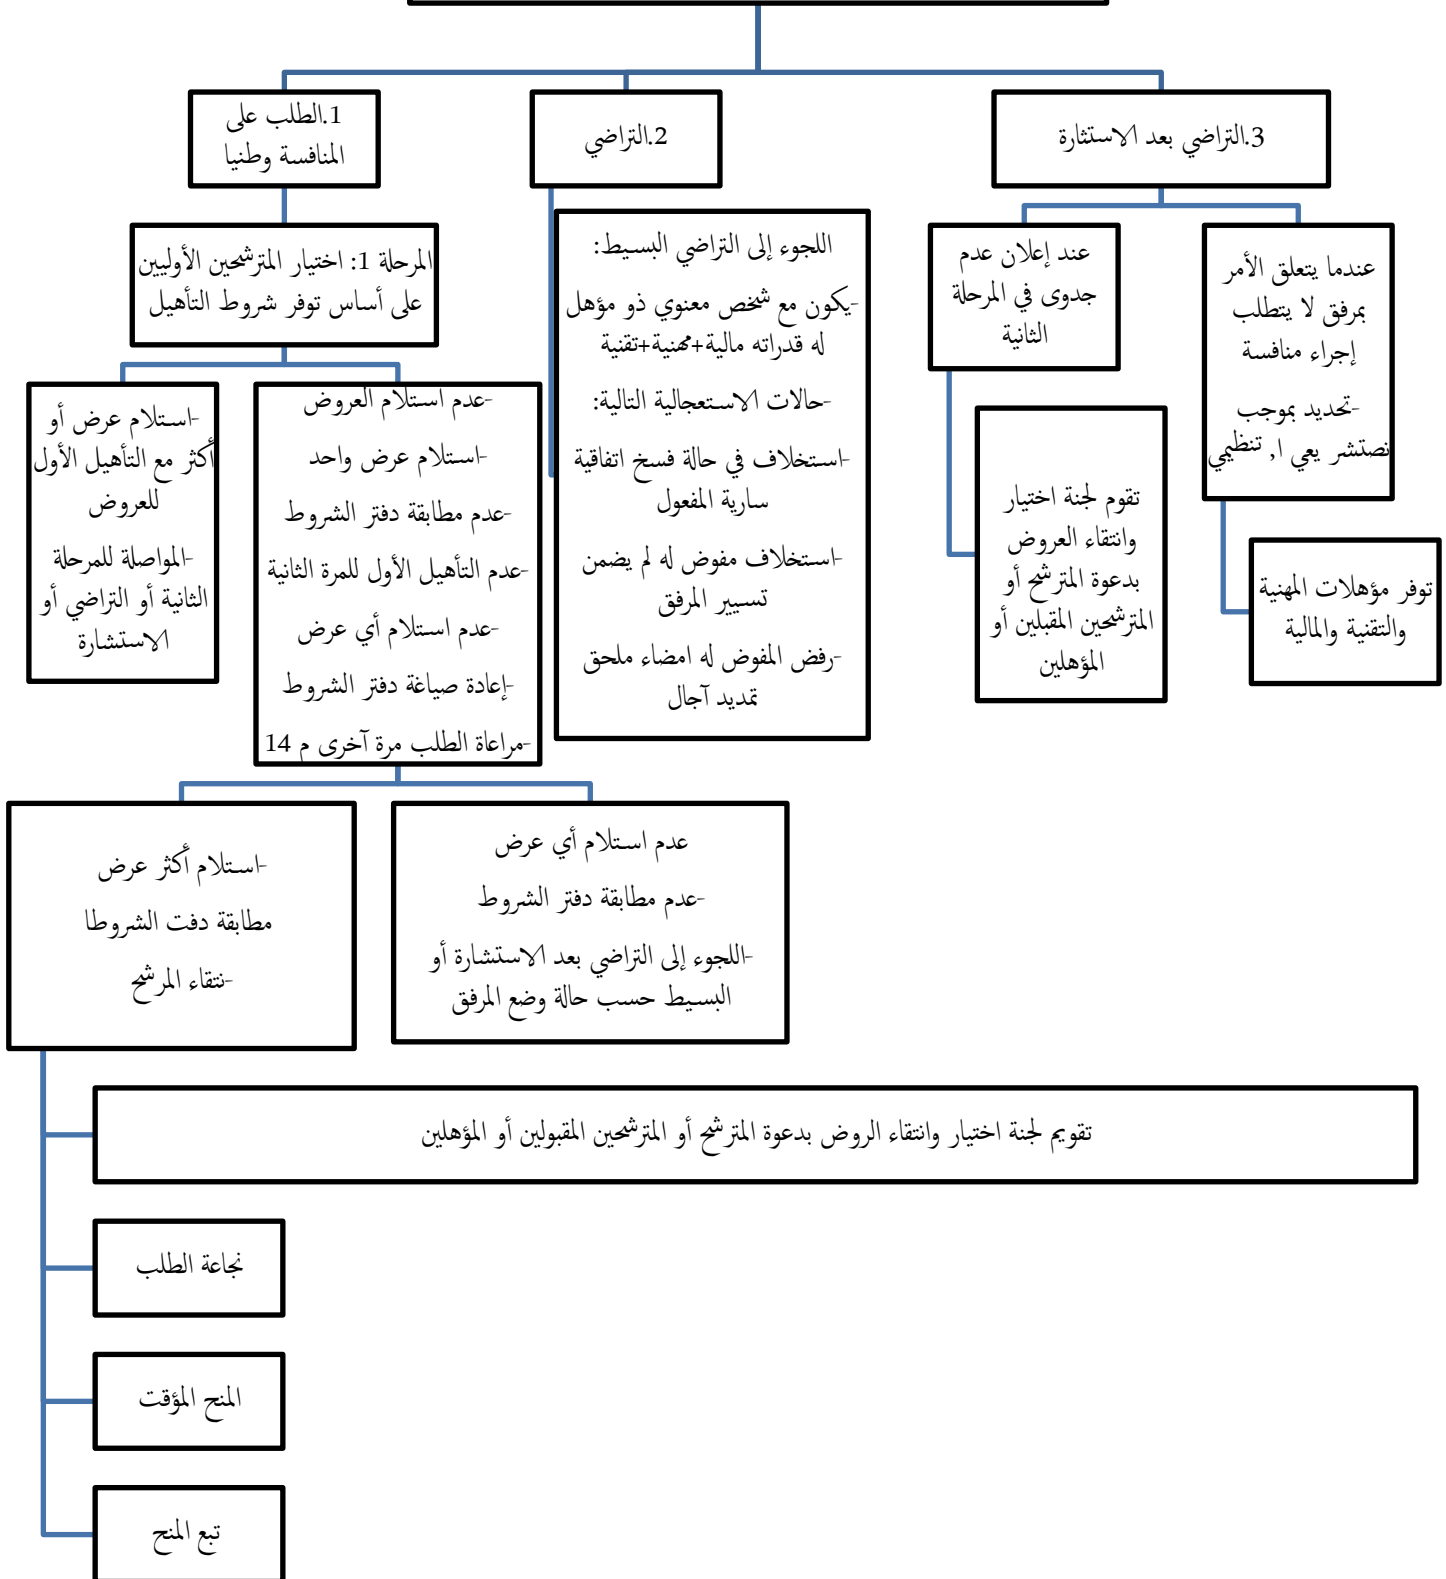 1.الطلب على
المنافسة وطنيا
2.التراضي
3.التراضي بعد الاستثارة
المرحلة 1: اختيار المترشحين الأوليين
على أساس توفر شروط التأهيل
-استلام عرض أو
أكثر مع التأهيل الأول
للعروض
-المواصلة للمرحلة
الثانية أو التراضي أو
الاستشارة
-عدم استلام العروض
-استلام عرض واحد
-عدم مطابقة دفتر الشروط
-عدم التأهيل الأول للمرة الثانية
-عدم استلام أي عرض
-إعادة صياغة دفتر الشروط
-مراعاة الطلب مرة آخرى م 14
اللجوء إلى التراضي البسيط:
-يكون مع شخص معنوي ذو مؤهل
له قدراته مالية+مهنية+تقنية
-حالات الاستعجالية التالية:
-استخلاف في حالة فسخ اتفاقية
سارية المفعول
-استخلاف مفوض له لم يضمن
تسيير المرفق
-رفض المفوض له امضاء ملحق
تمديد آجال
عند إعلان عدم
جدوى في المرحلة
الثانية
تقوم لجنة اختيار
وانتقاء العروض
بدعوة المترشح أو
المترشحين المقبلين أو
المؤهلين
عندما يتعلق الأمر
بمرفق لا يتطلب
إجراء منافسة
-تحديد بموجب
نصتشر يعي ا, تنظيمي
توفر مؤهلات المهنية
والتقنية والمالية
-استلام أكثر عرض
مطابقة دفت الشروطا
-نتقاء المرشح
عدم استلام أي عرض
-عدم مطابقة دفتر الشروط
-اللجوء إلى التراضي بعد الاستشارة أو
البسيط حسب حالة وضع المرفق
تقويم لجنة اختيار وانتقاء الروض بدعوة المترشح أو المترشحين المقبولين أو المؤهلين
نجاعة الطلب
المنح المؤقت
تبع المنح